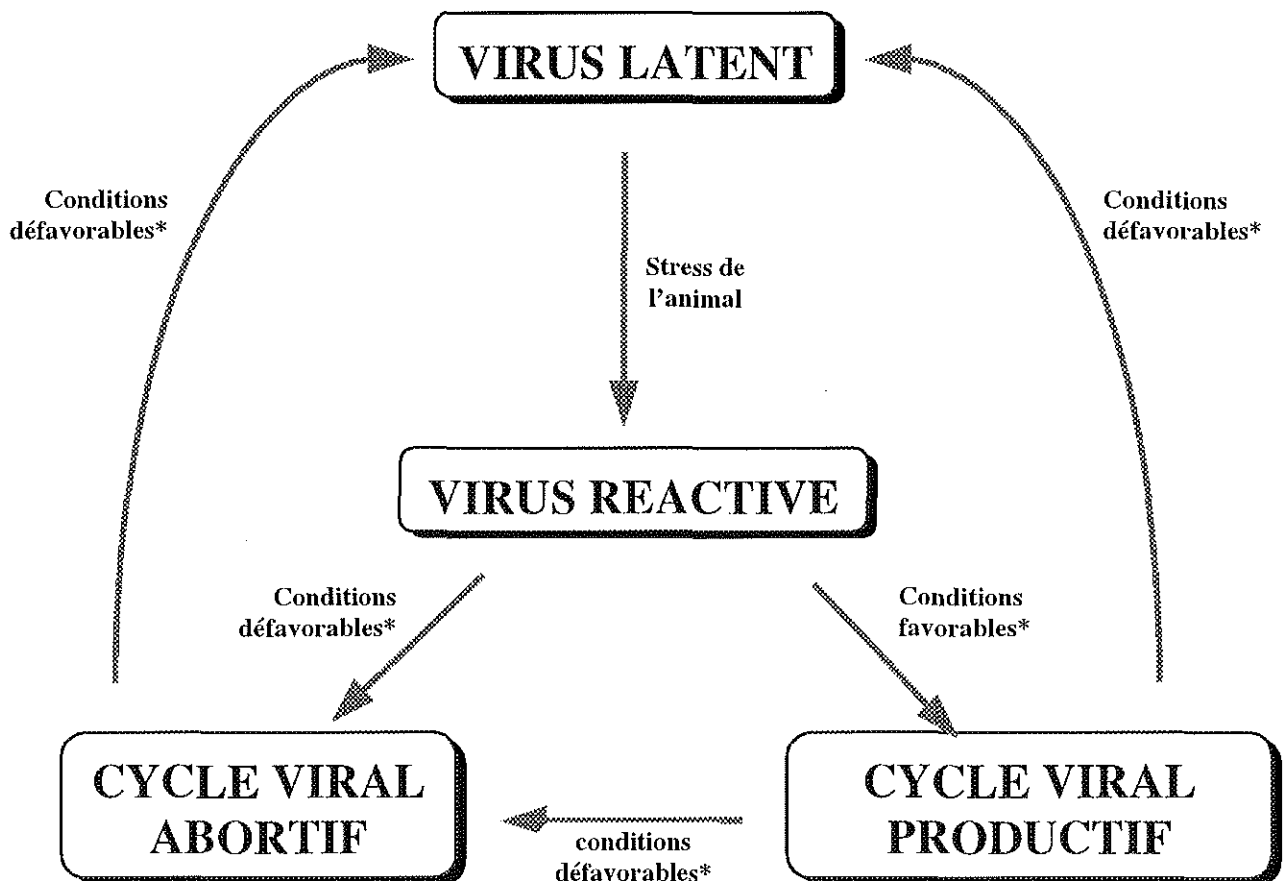 VIRUS LATENT
Conditions
défavorables*
Conditions
défavorables*
Stress de
l'animal
VIRUS REACTIVE
Conditions
défavorables*
Conditions
favorables*
CYCLE VIRAL
ABORTIF
conditions
défavorables*
CYCLE VIRAL
PRODUCTIF